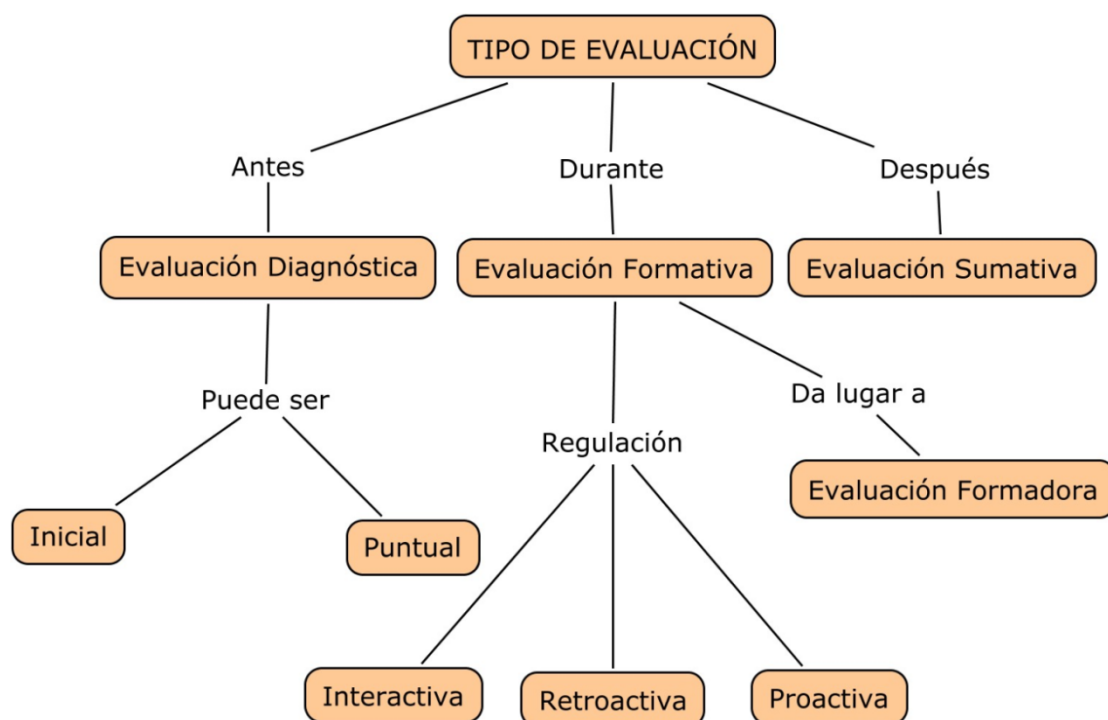 TIPO DE EVALUACIÓN
Antes
Durante
Después
Evaluación Diagnóstica
Evaluación Formativa
Evaluación Sumativa
Puede ser
Da lugar a
Regulación
Evaluación Formadora
Inicial
Puntual
Interactiva
Retroactiva
Proactiva